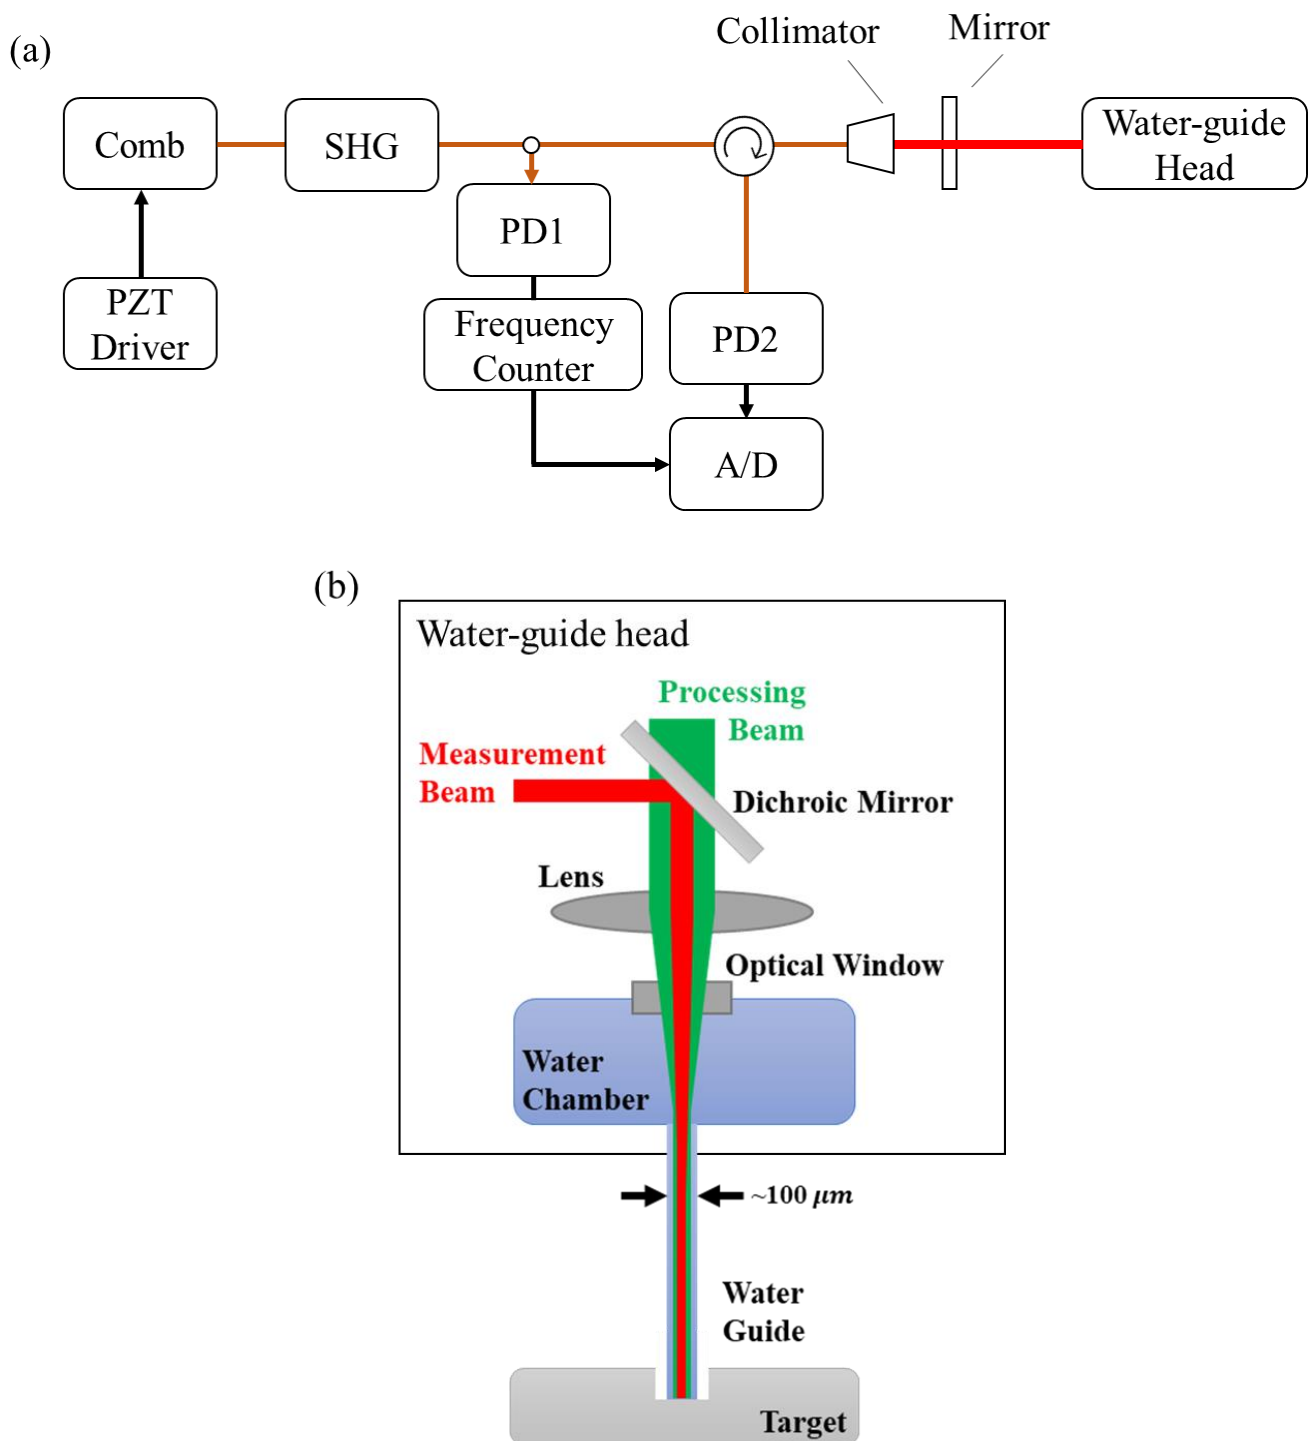 (a)
Collimator
Mirror
Comb
SHG
Water-guide
Head
PD1
PZT
Driver
Frequency
Counter
PD2
A/D
(b)
Water-guide head
Processing
Beam
Measurement
Beam
Dichroic Mirror
Lens
Optical Window
Water
Chamber
~100 μm
Water
Guide
Target